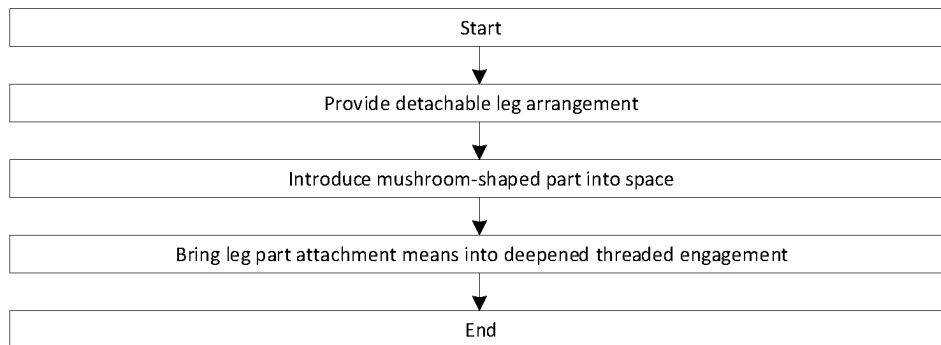 Start
Provide detachable leg arrangement
Introduce mushroom-shaped part into space
Bring leg part attachment means into deepened threaded engagement
End